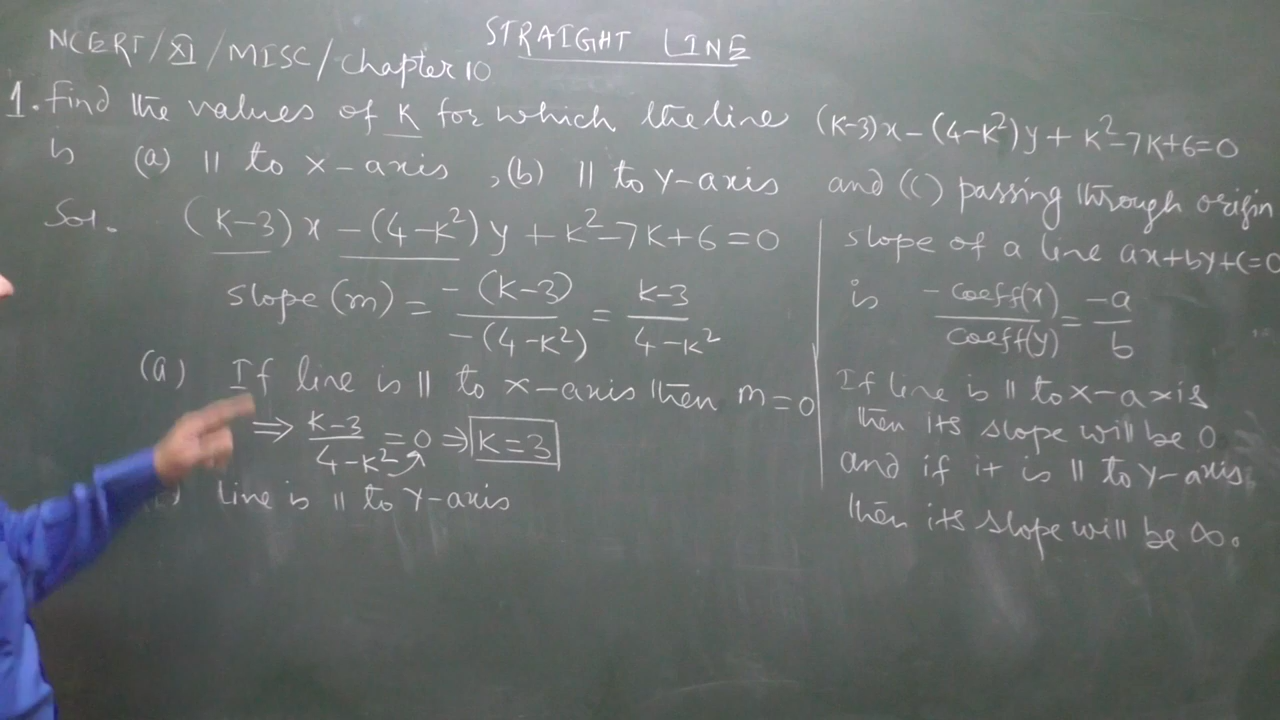 STRAIGHT LINE
NCERT/XI/MISC/Chapter 10
1. Find the values of K for which the line (K-3)x-(4-K²)y+K²-7K+6=0
is (a) || to x-axis, (b) || to Y-axis and (C) passing through origin
Sol. (K-3)x-(4-K²)y+K²-7K+6=0
slope (m) = -(K-3)/-(4-K²) = K-3/4-K²
(a) If line is || to x-axis then m=0
⇒ K-3/4-K² = 0 ⇒ K=3
line is || to Y-axis
slope of a line ax+by+c=0
is -coeff(x)/coeff(y) = -a/b
If line is || to x-axis
then its slope will be 0
and if it is || to Y-axis,
then its slope will be ∞.